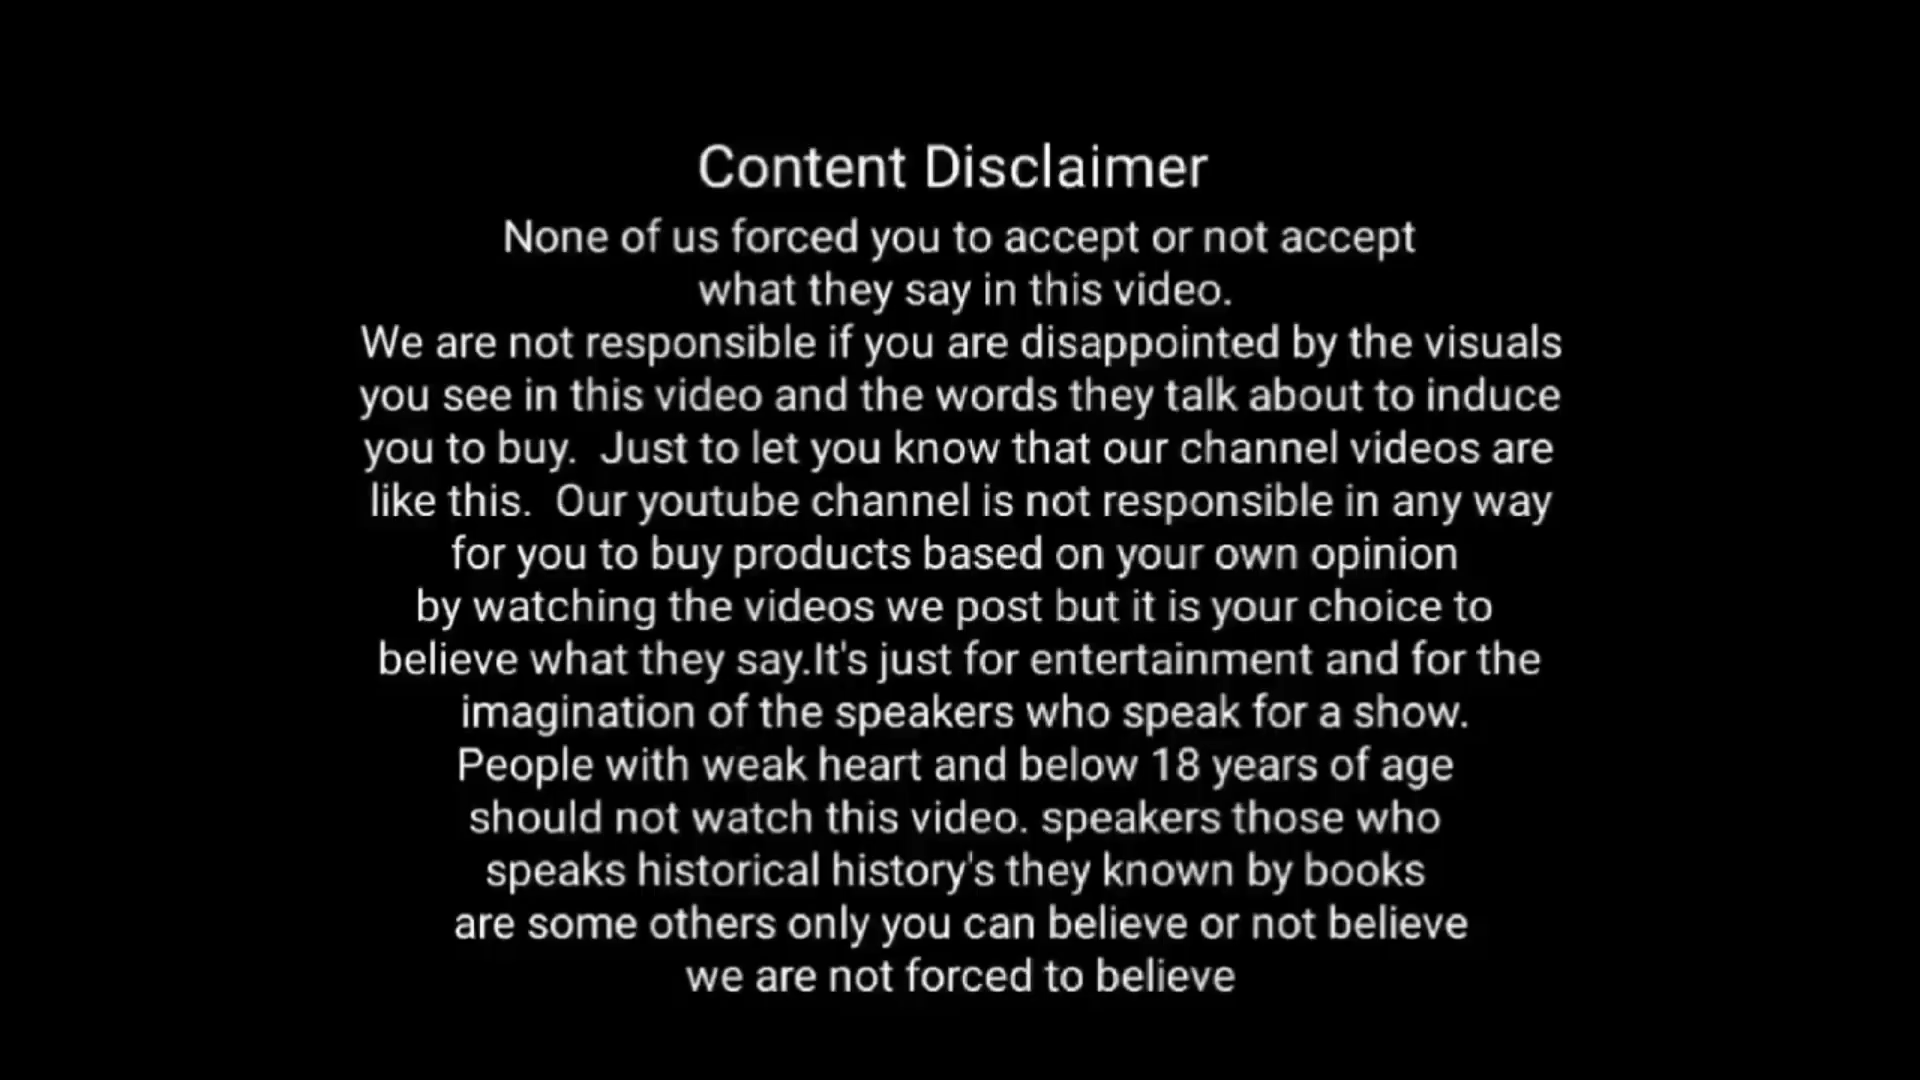 Content Disclaimer
None of us forced you to accept or not accept
what they say in this video.
We are not responsible if you are disappointed by the visuals
you see in this video and the words they talk about to induce
you to buy.  Just to let you know that our channel videos are
like this.  Our youtube channel is not responsible in any way
for you to buy products based on your own opinion
by watching the videos we post but it is your choice to
believe what they say.It's just for entertainment and for the
imagination of the speakers who speak for a show.
People with weak heart and below 18 years of age
should not watch this video. speakers those who
speaks historical history's they known by books
are some others only you can believe or not believe
we are not forced to believe